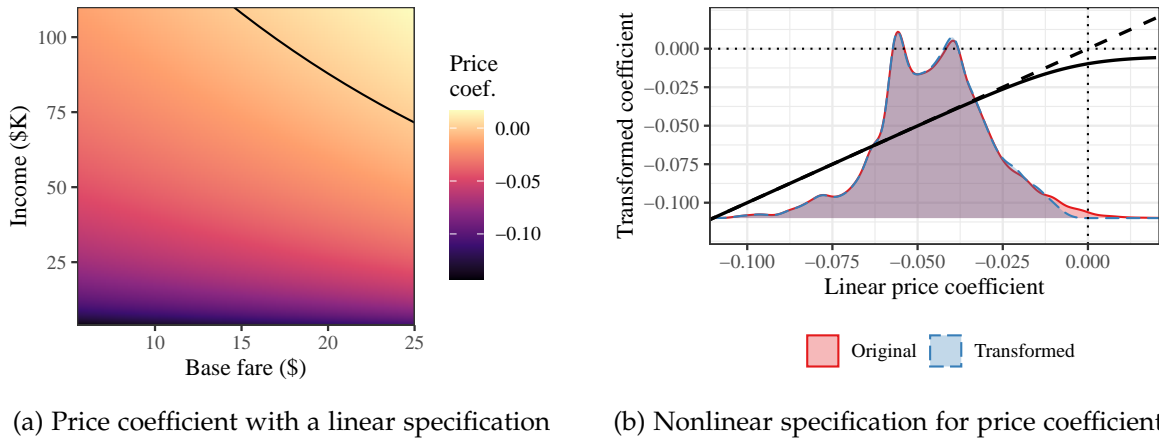 Income ($K)
100
75
50
25
10
15
20
25
Base fare ($)
Price
coef.
0.00
−0.05
−0.10
(a) Price coefficient with a linear specification
Transformed coefficient
0.000
−0.025
−0.050
−0.075
−0.100
−0.100
−0.075
−0.050
−0.025
0.000
Linear price coefficient
Original
Transformed
(b) Nonlinear specification for price coefficient